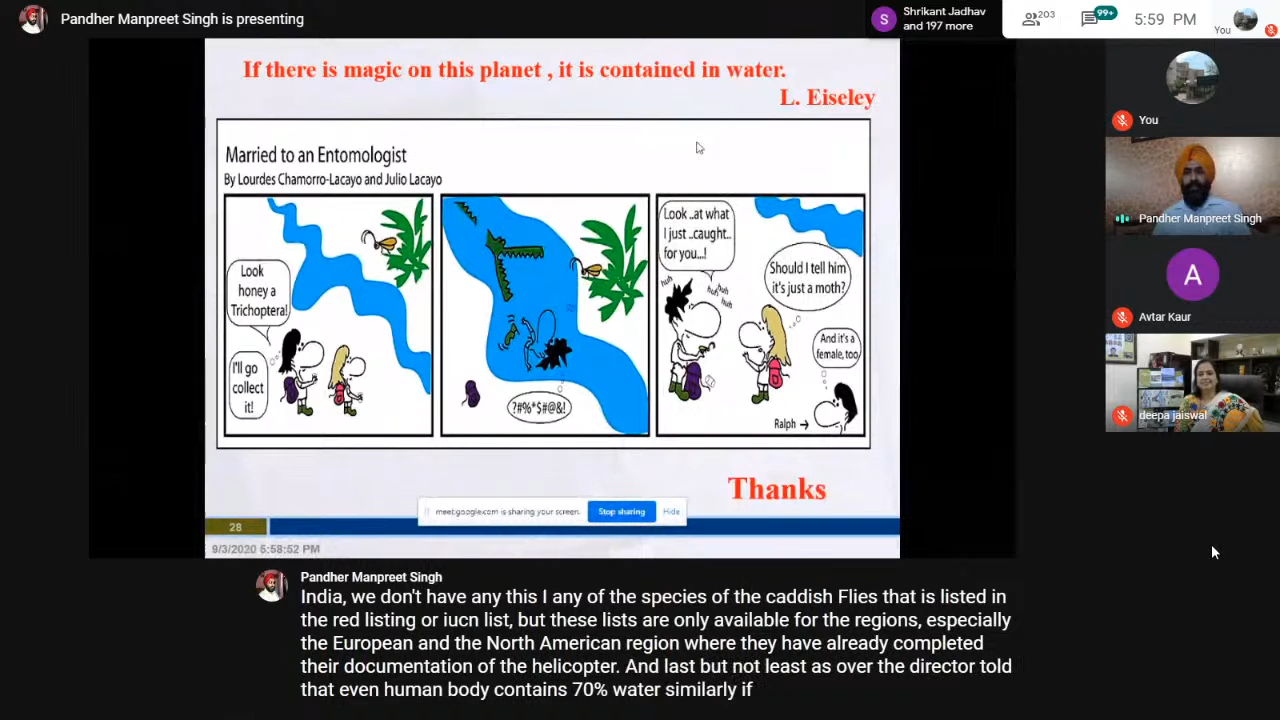 Pandher Manpreet Singh is presenting
S
Shrikant Jadhav
and 197 more
203
99+
5:59 PM
You
If there is magic on this planet , it is contained in water.
L. Eiseley
Married to an Entomologist
By Lourdes Chamorro-Lacayo and Julio Lacayo
Look
honey a
Trichoptera!
I'll go
collect
it!
?#%*$#@&!
Look..at what
I just ..caught..
for you...!
huh
huh
huh
huh
Should I tell him
it's just a moth?
And it's a
female, too
Ralph →
Thanks
meet.google.com is sharing your screen.
Stop sharing
Hide
28
9/3/2020 5:58:52 PM
You
Pandher Manpreet Singh
A
Avtar Kaur
deepa jaiswal
Pandher Manpreet Singh
India, we don't have any this I any of the species of the caddish Flies that is listed in
the red listing or iucn list, but these lists are only available for the regions, especially
the European and the North American region where they have already completed
their documentation of the helicopter. And last but not least as over the director told
that even human body contains 70% water similarly if